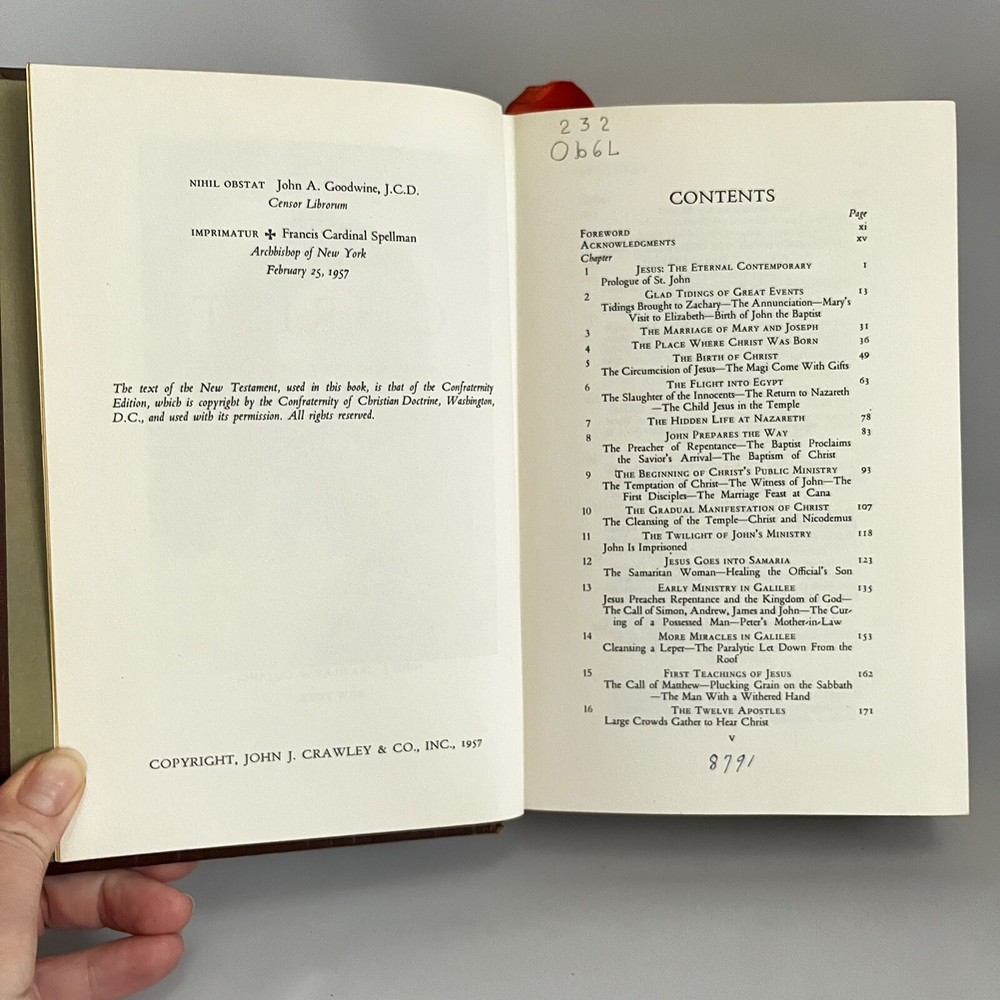 NIHIL OBSTAT John A. Goodwine, J.C.D.
Censor Librorum
IMPRIMATUR ✠ Francis Cardinal Spellman
Archbishop of New York
February 25, 1957
The text of the New Testament, used in this book, is that of the Confraternity
Edition, which is copyright by the Confraternity of Christian Doctrine, Washington,
D.C., and used with its permission. All rights reserved.
COPYRIGHT, JOHN J. CRAWLEY & CO., INC., 1957
232
Ob6L
CONTENTS
Page
FOREWORD xi
ACKNOWLEDGMENTS xv
Chapter
1 JESUS: THE ETERNAL CONTEMPORARY 1
Prologue of St. John
2 GLAD TIDINGS OF GREAT EVENTS 13
Tidings Brought to Zachary—The Annunciation—Mary's
Visit to Elizabeth—Birth of John the Baptist
3 THE MARRIAGE OF MARY AND JOSEPH 31
4 THE PLACE WHERE CHRIST WAS BORN 36
5 THE BIRTH OF CHRIST 49
The Circumcision of Jesus—The Magi Come With Gifts
6 THE FLIGHT INTO EGYPT 63
The Slaughter of the Innocents—The Return to Nazareth
—The Child Jesus in the Temple
7 THE HIDDEN LIFE AT NAZARETH 78
8 JOHN PREPARES THE WAY 83
The Preacher of Repentance—The Baptist Proclaims
the Savior's Arrival—The Baptism of Christ
9 THE BEGINNING OF CHRIST'S PUBLIC MINISTRY 93
The Temptation of Christ—The Witness of John—The
First Disciples—The Marriage Feast at Cana
10 THE GRADUAL MANIFESTATION OF CHRIST 107
The Cleansing of the Temple—Christ and Nicodemus
11 THE TWILIGHT OF JOHN'S MINISTRY 118
John Is Imprisoned
12 JESUS GOES INTO SAMARIA 123
The Samaritan Woman—Healing the Official's Son
13 EARLY MINISTRY IN GALILEE 135
Jesus Preaches Repentance and the Kingdom of God—
The Call of Simon, Andrew, James and John—The Cur-
ing of a Possessed Man—Peter's Mother-in-Law
14 MORE MIRACLES IN GALILEE 153
Cleansing a Leper—The Paralytic Let Down From the
Roof
15 FIRST TEACHINGS OF JESUS 162
The Call of Matthew—Plucking Grain on the Sabbath
—The Man With a Withered Hand
16 THE TWELVE APOSTLES 171
Large Crowds Gather to Hear Christ
v
8791